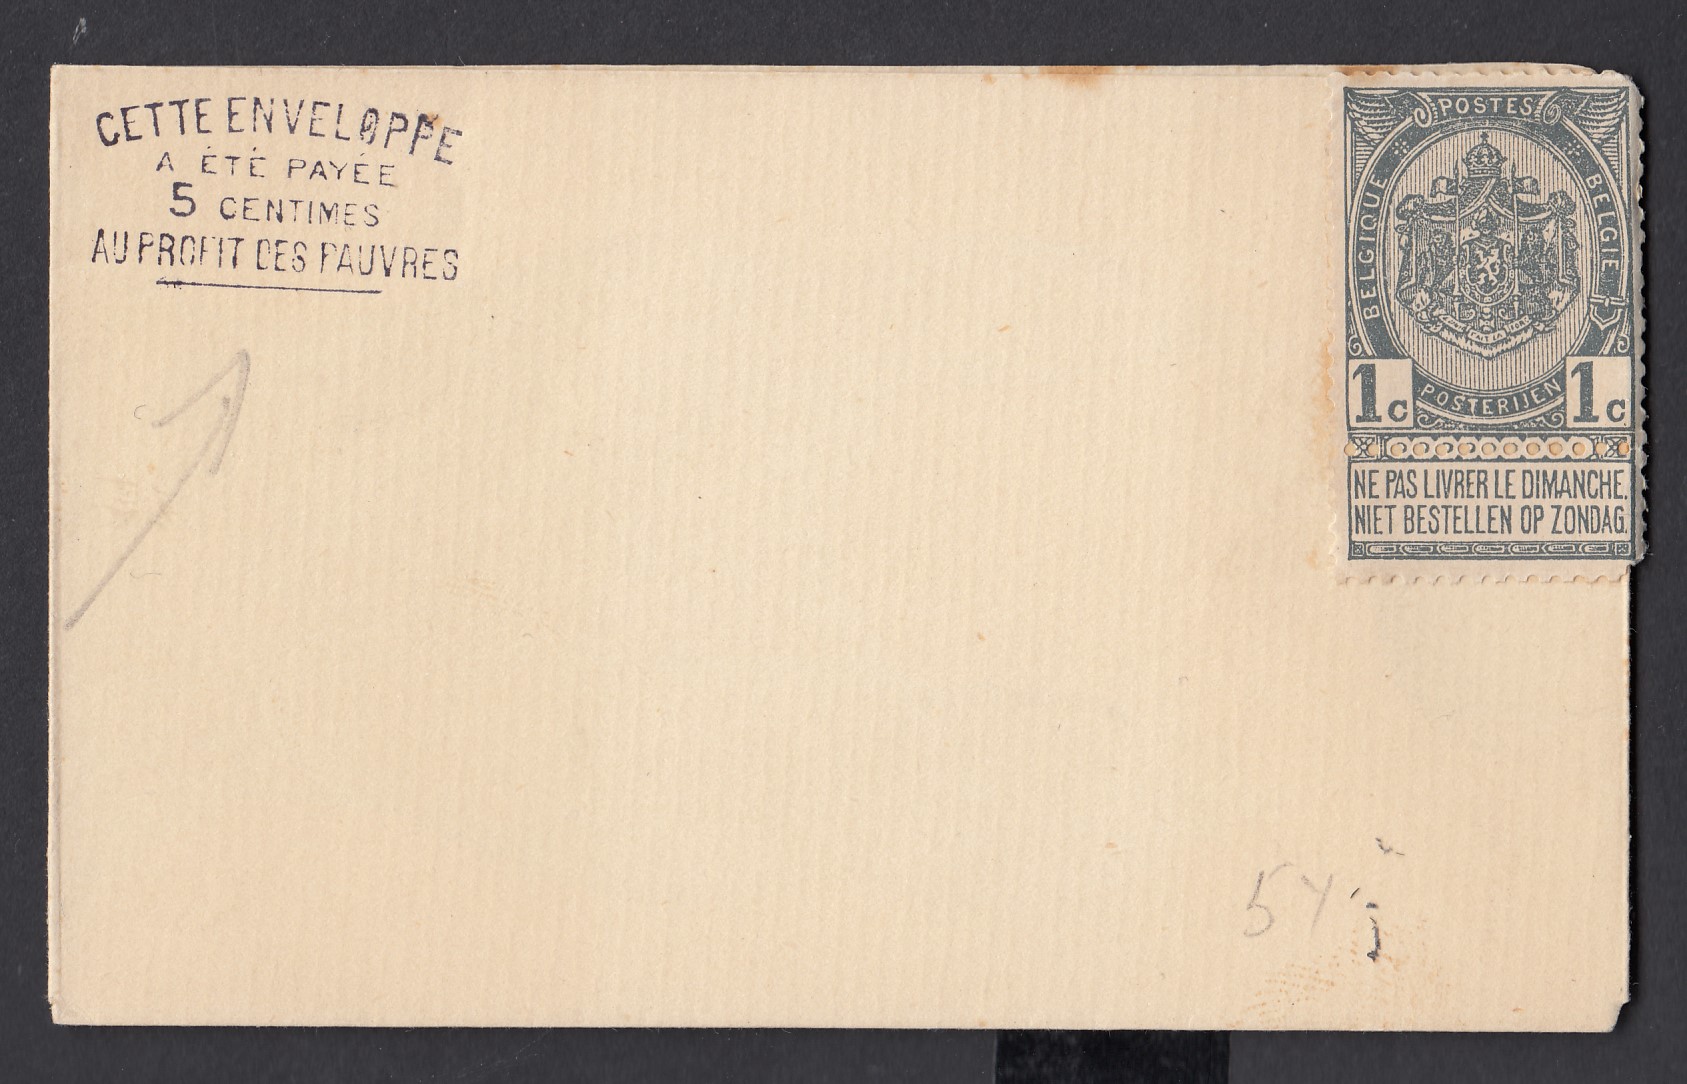 CETTE ENVELOPPE
A ÉTÉ PAYÉE
5 CENTIMES
AU PROFIT DES PAUVRES
POSTES
BELGIQUE
BELGIE
POSTERIJEN
1c 1c
NE PAS LIVRER LE DIMANCHE.
NIET BESTELLEN OP ZONDAG.